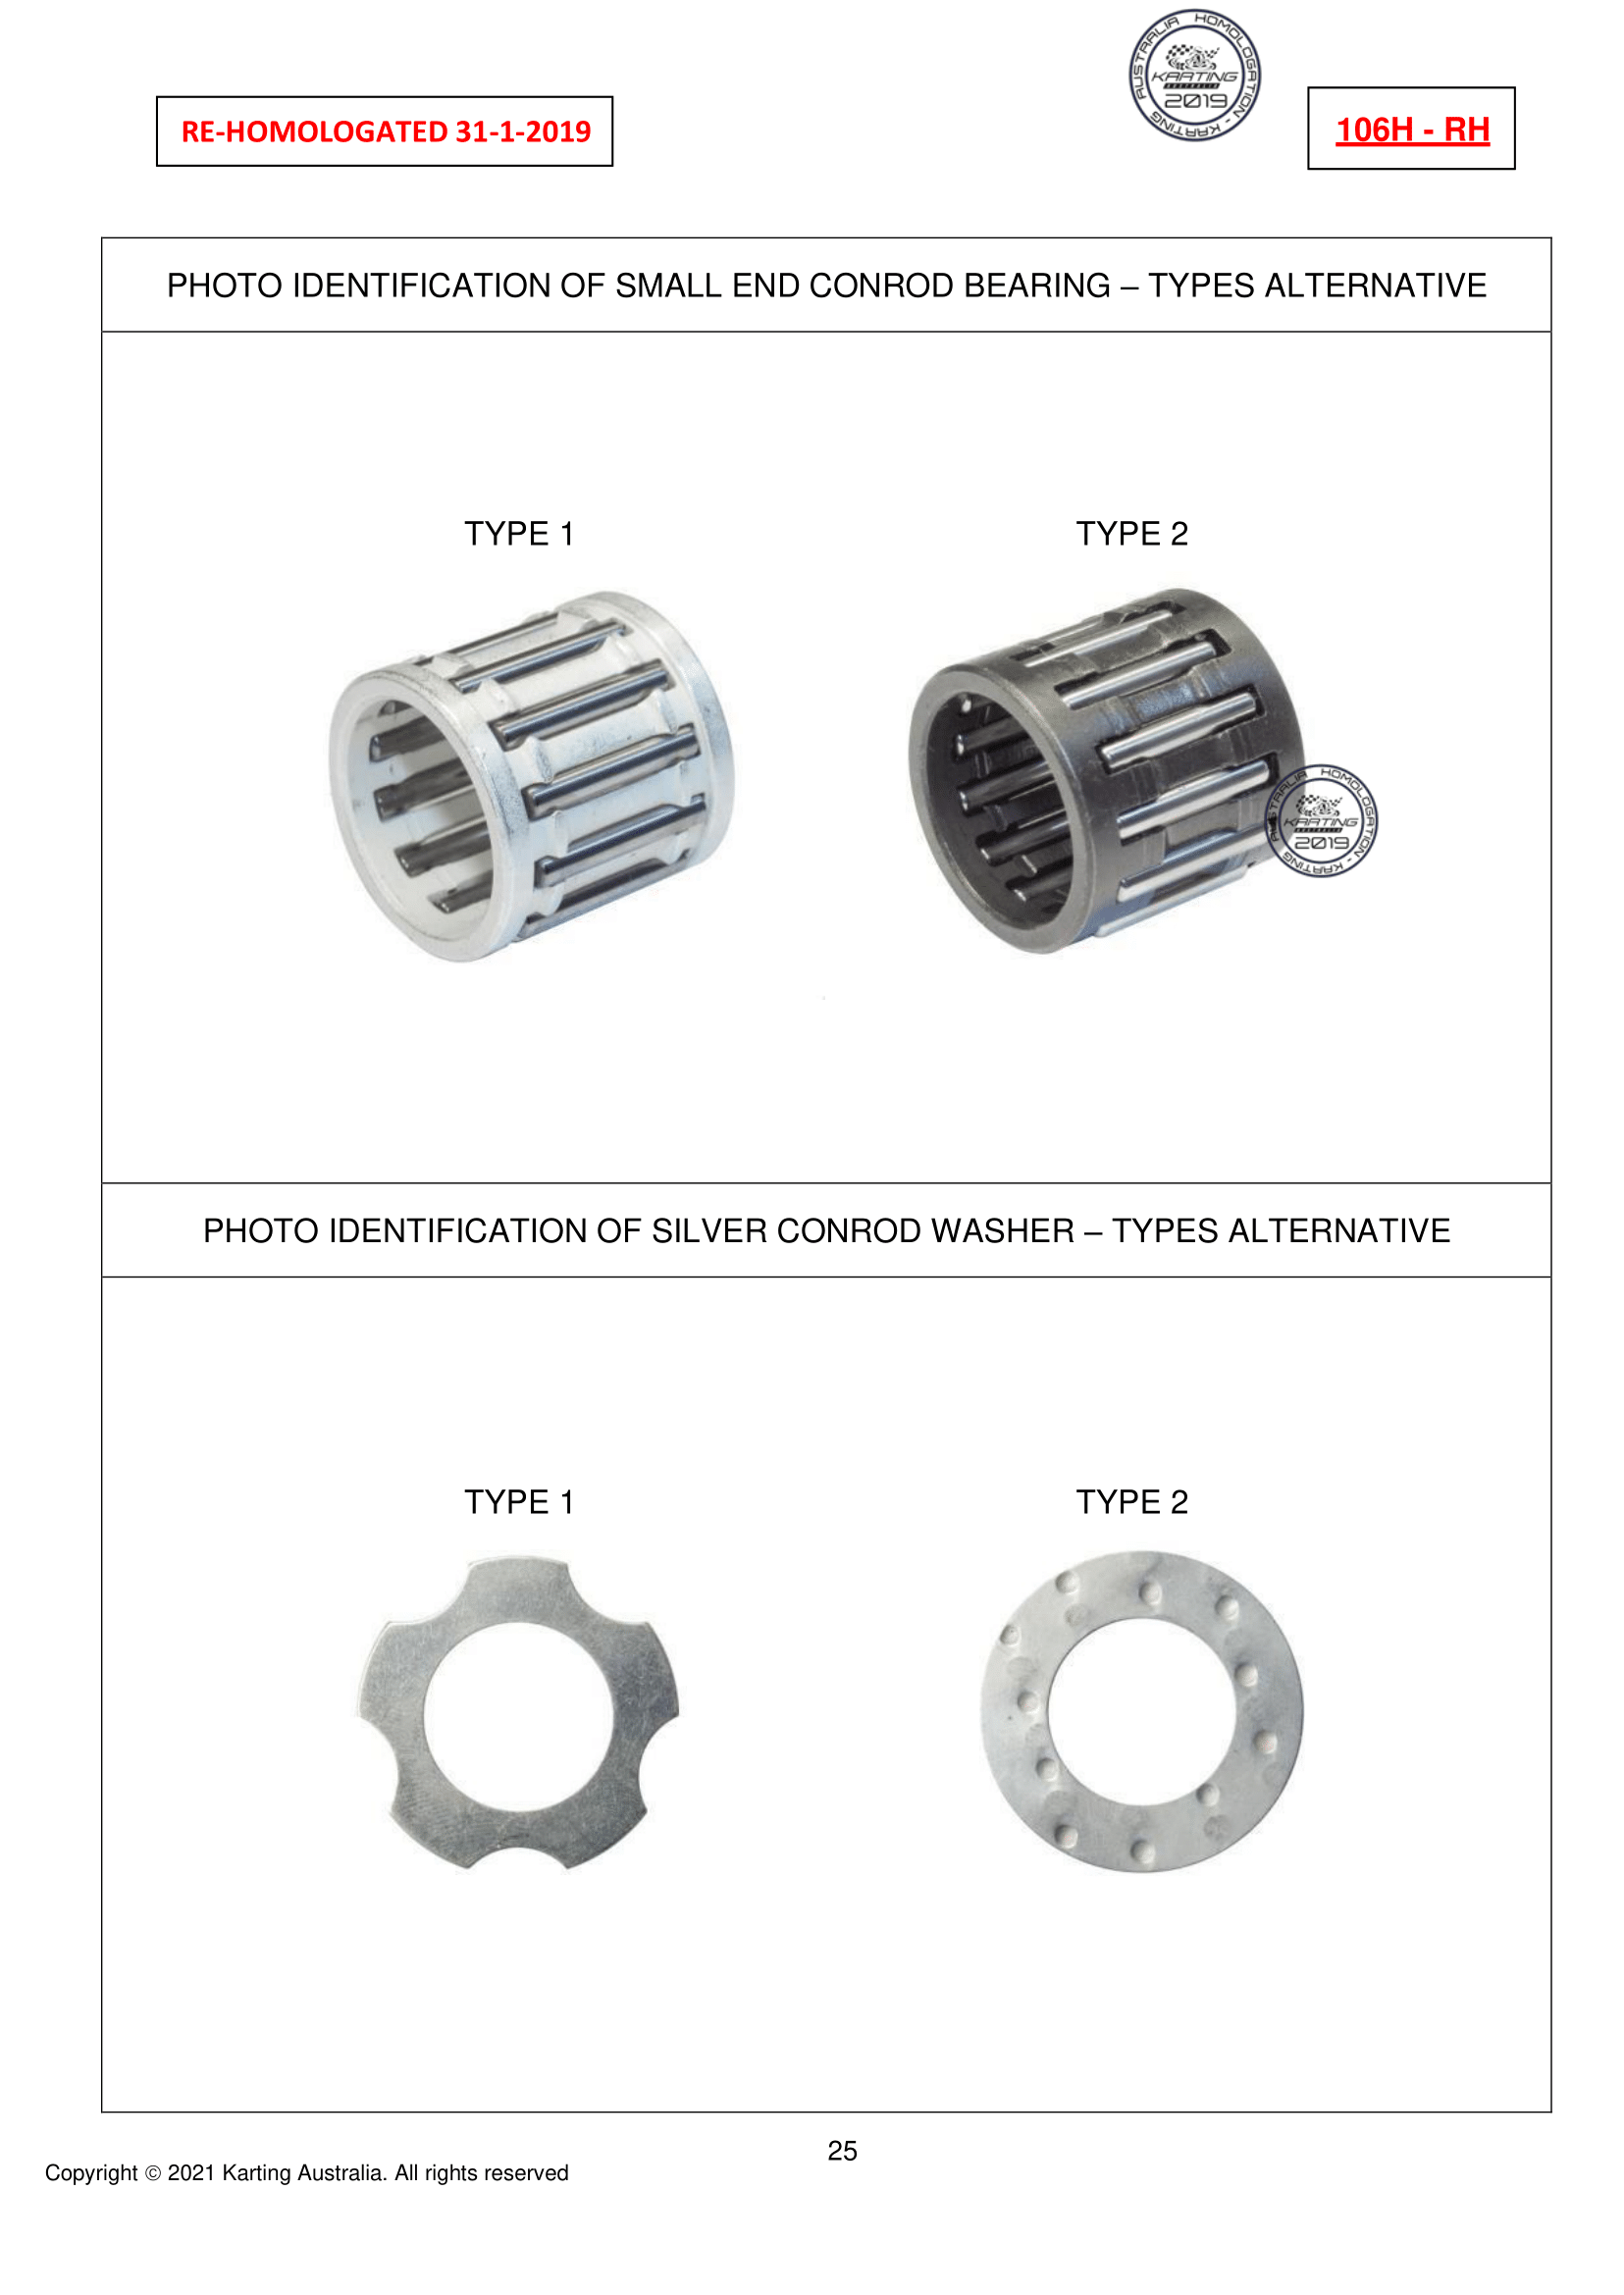 AUSTRALIA HOMOLOGATION - KARTING
KARTING
AUSTRALIA
2019
RE-HOMOLOGATED 31-1-2019
106H - RH
PHOTO IDENTIFICATION OF SMALL END CONROD BEARING – TYPES ALTERNATIVE
TYPE 1
TYPE 2
AUSTRALIA HOMOLOGATION - KARTING
KARTING
AUSTRALIA
2019
PHOTO IDENTIFICATION OF SILVER CONROD WASHER – TYPES ALTERNATIVE
TYPE 1
TYPE 2
25
Copyright © 2021 Karting Australia. All rights reserved